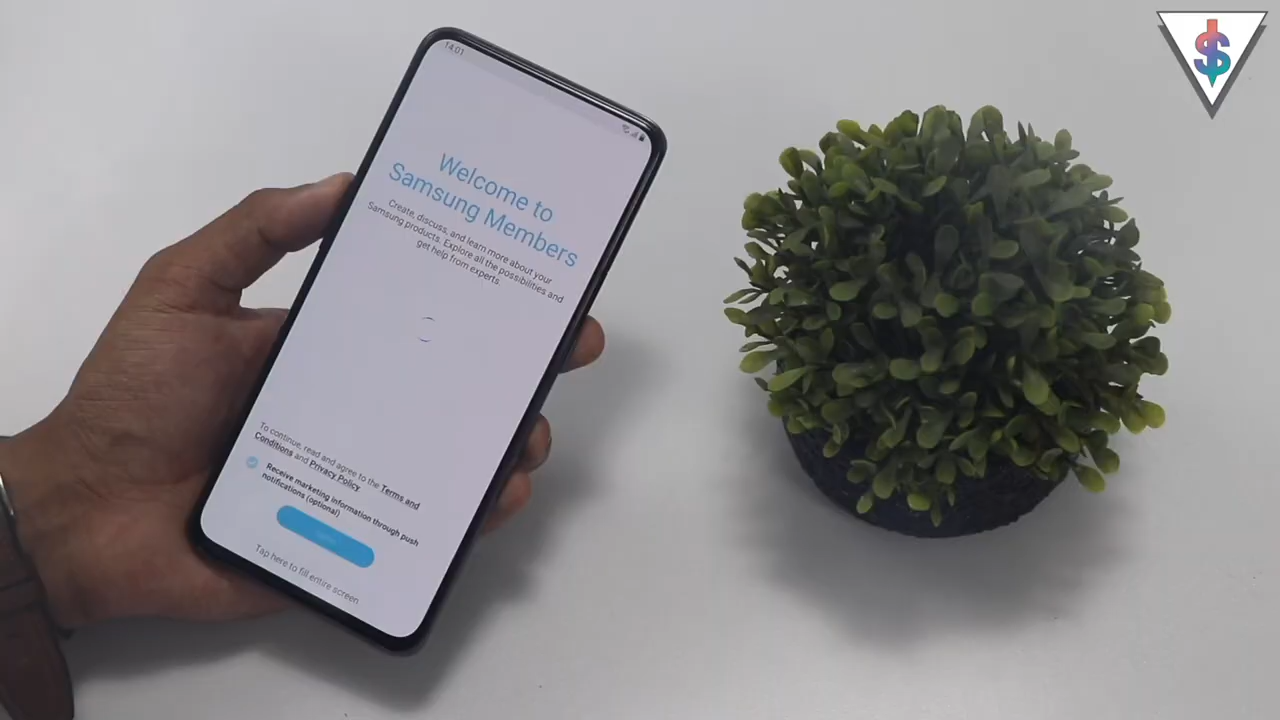 14:01
Welcome to
Samsung Members
Create, discuss, and learn more about your
Samsung products. Explore all the possibilities and
get help from experts.
To continue, read and agree to the Terms and
Conditions and Privacy Policy.
Receive marketing information through push
notifications (optional)
Tap here to fill entire screen
$